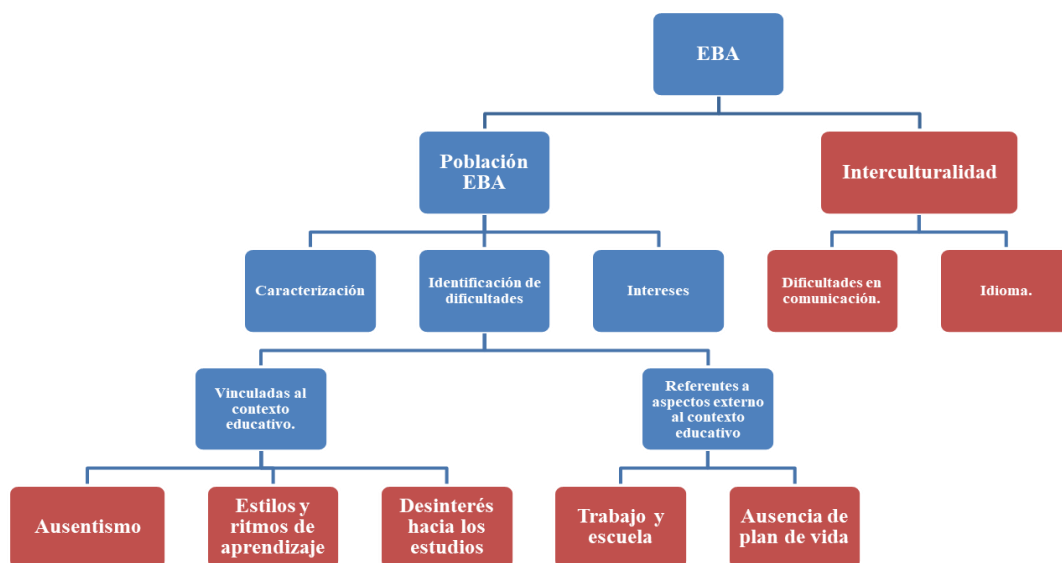 EBA
Población
EBA
Interculturalidad
Caracterización
Identificación de
dificultades
Intereses
Dificultades en
comunicación.
Idioma.
Vinculadas al
contexto
educativo.
Referentes a
aspectos externo
al contexto
educativo
Ausentismo
Estilos y
ritmos de
aprendizaje
Desinterés
hacia los
estudios
Trabajo y
escuela
Ausencia de
plan de vida